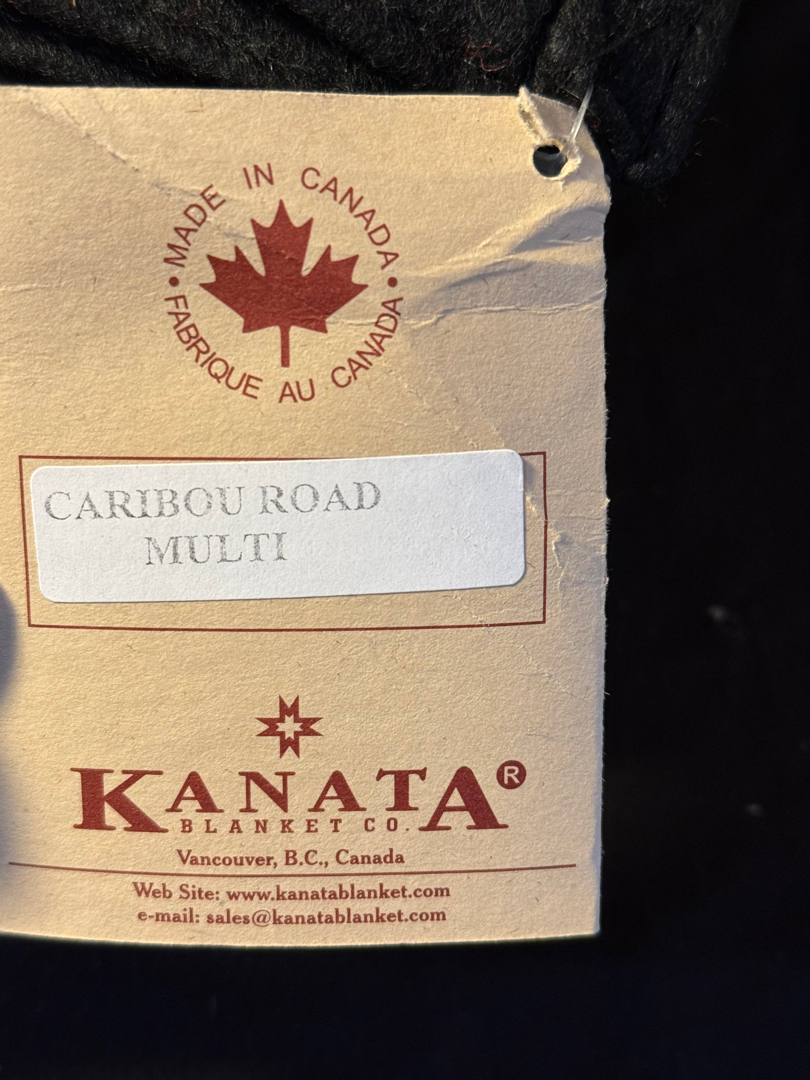 MADE IN CANADA
• FABRIQUE AU CANADA •
CARIBOU ROAD
MULTI
KANATA®
BLANKET CO.
Vancouver, B.C., Canada
Web Site: www.kanatablanket.com
e-mail: sales@kanatablanket.com